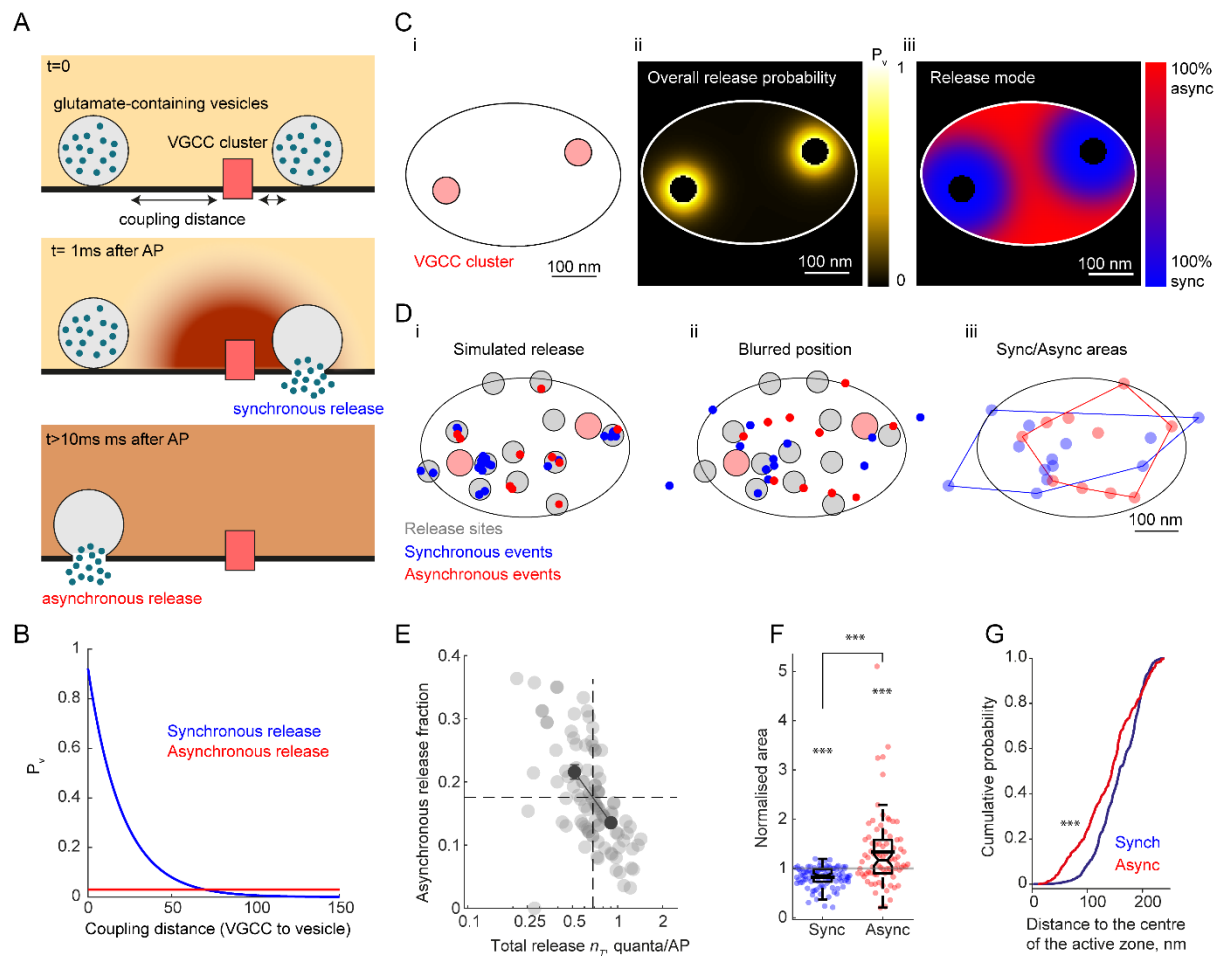 A
t=0
glutamate-containing vesicles
VGCC cluster
coupling distance
t= 1ms after AP
synchronous release
t>10ms ms after AP
asynchronous release
B
1
0.8
0.6
0.4
0.2
0
P_v
Synchronous release
Asynchronous release
0
50
100
150
Coupling distance (VGCC to vesicle)
C
i
VGCC cluster
100 nm
ii
Overall release probability
100 nm
P_v
1
0
iii
Release mode
100 nm
100% async
100% sync
D
i
Simulated release
Release sites
Synchronous events
Asynchronous events
ii
Blurred position
iii
Sync/Async areas
100 nm
E
Asynchronous release fraction
0.4
0.3
0.2
0.1
0
0.1
0.25
0.5
1
2
Total release n_T, quanta/AP
F
Normalised area
5
4
3
2
1
0
***
***
***
Sync
Async
G
Cumulative probability
1.0
0.8
0.6
0.4
0.2
0
***
Synch
Async
0
100
200
Distance to the centre
of the active zone, nm